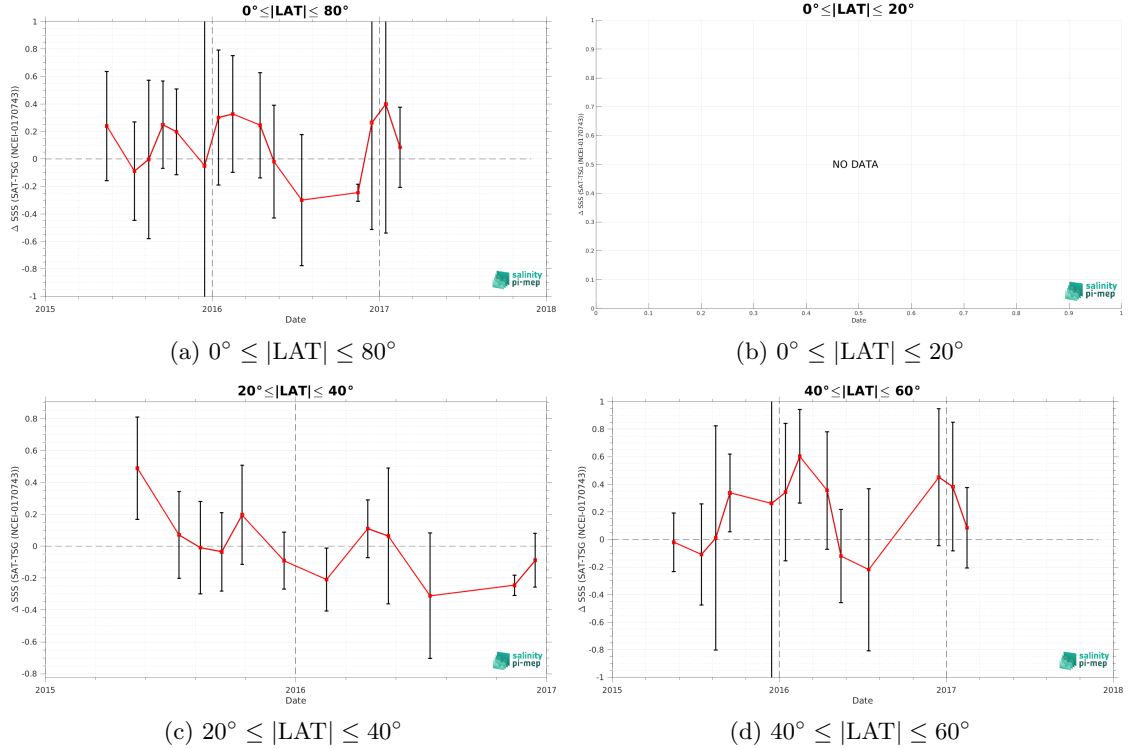 0°≤|LAT|≤ 80°
Δ SSS (SAT-TSG (NCEI-0170743))
1
0.8
0.6
0.4
0.2
0
-0.2
-0.4
-0.6
-0.8
-1
2015
2016
2017
2018
Date
salinity
pi-mep
(a) 0° ≤ |LAT| ≤ 80°
0°≤|LAT|≤ 20°
Δ SSS (SAT-TSG (NCEI-0170743))
1
0.9
0.8
0.7
0.6
0.5
0.4
0.3
0.2
0.1
0
NO DATA
0
0.1
0.2
0.3
0.4
0.5
0.6
0.7
0.8
0.9
1
Date
salinity
pi-mep
(b) 0° ≤ |LAT| ≤ 20°
20°≤|LAT|≤ 40°
Δ SSS (SAT-TSG (NCEI-0170743))
0.8
0.6
0.4
0.2
0
-0.2
-0.4
-0.6
-0.8
2015
2016
2017
Date
salinity
pi-mep
(c) 20° ≤ |LAT| ≤ 40°
40°≤|LAT|≤ 60°
Δ SSS (SAT-TSG (NCEI-0170743))
1
0.8
0.6
0.4
0.2
0
-0.2
-0.4
-0.6
-0.8
-1
2015
2016
2017
2018
Date
salinity
pi-mep
(d) 40° ≤ |LAT| ≤ 60°